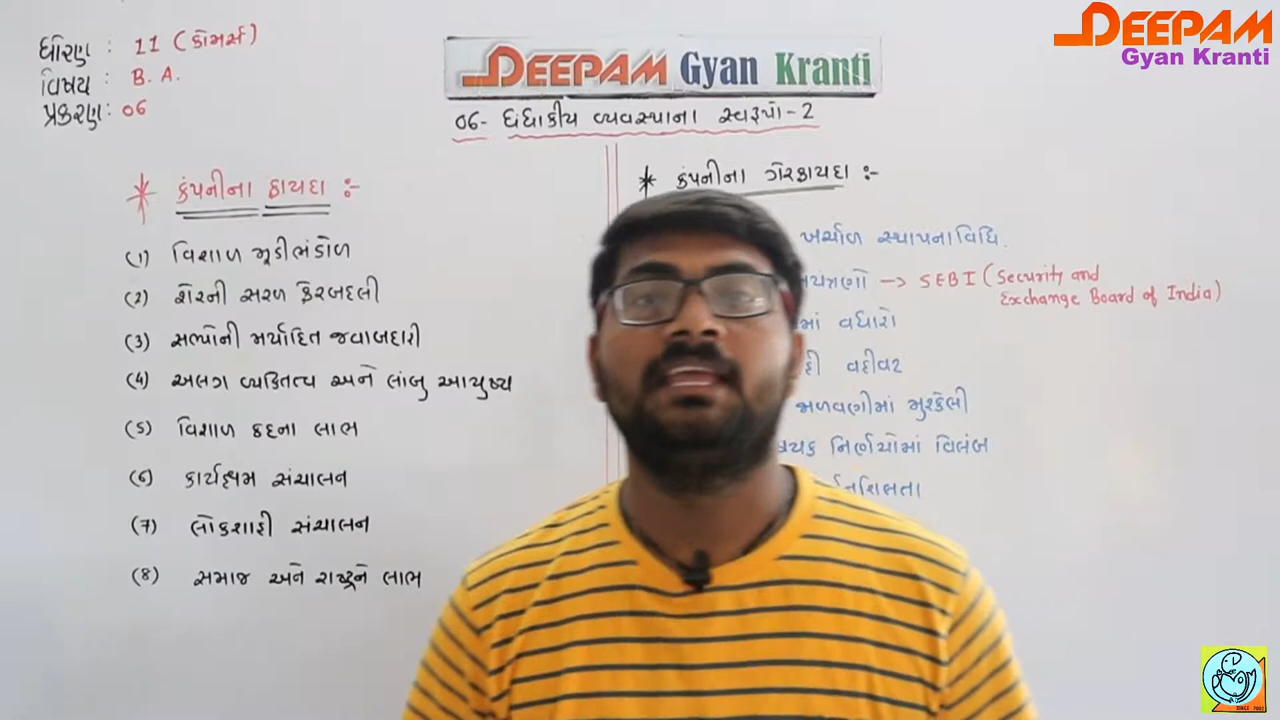 ધોરણ : 11 (કોમર્સ)
વિષય : B. A.
પ્રકરણ : 06
DEEPAM Gyan Kranti
DEEPAM
Gyan Kranti
06- ધંધાકીય વ્યવસ્થાના સ્વરૂપો - 2
* કંપનીના ફાયદા :-
(1) વિશાળ મૂડીભંડોળ
(2) શેરની સરળ ફેરબદલી
(3) સભ્યોની મર્યાદિત જવાબદારી
(4) અલગ વ્યક્તિત્વ અને લાંબુ આયુષ્ય
(5) વિશાળ કદના લાભ
(6) કાર્યક્ષમ સંચાલન
(7) લોકશાહી સંચાલન
(8) સમાજ અને રાષ્ટ્રને લાભ
* કંપનીના ગેરફાયદા :-
ખર્ચાળ સ્થાપનાવિધિ.
→ SEBI (Security and
Exchange Board of India)
માં વધારો
વહીવટ
જાળવણીમાં મુશ્કેલી
નિર્ણયોમાં વિલંબ